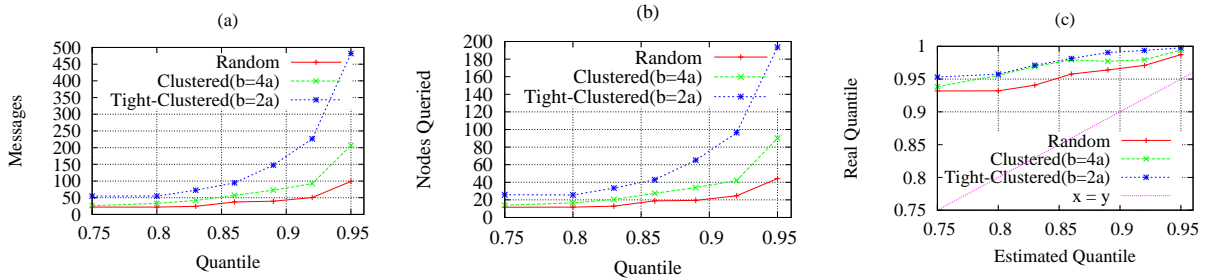 (a)
Messages
500
450
400
350
300
250
200
150
100
50
0
Random
Clustered(b=4a)
Tight-Clustered(b=2a)
0.75 0.8 0.85 0.9 0.95
Quantile
(b)
Nodes Queried
200
180
160
140
120
100
80
60
40
20
0
Random
Clustered(b=4a)
Tight-Clustered(b=2a)
0.75 0.8 0.85 0.9 0.95
Quantile
(c)
Real Quantile
1
0.95
0.9
0.85
0.8
0.75
Random
Clustered(b=4a)
Tight-Clustered(b=2a)
x = y
0.75 0.8 0.85 0.9 0.95
Estimated Quantile